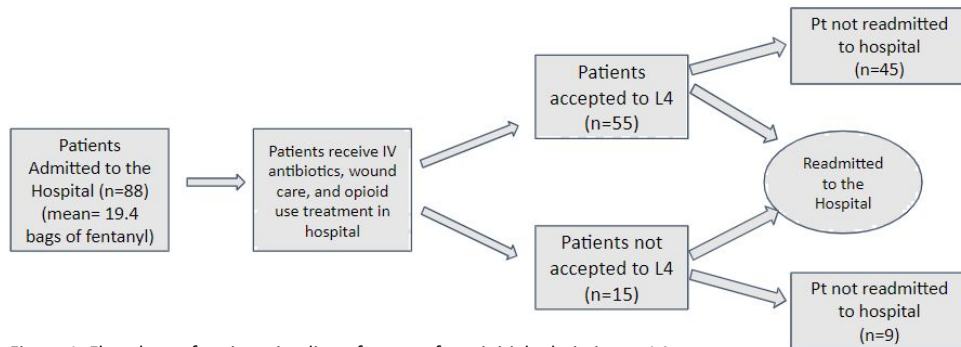 Patients
Admitted to the
Hospital (n=88)
(mean= 19.4
bags of fentanyl)
Patients receive IV
antibiotics, wound
care, and opioid
use treatment in
hospital
Patients
accepted to L4
(n=55)
Patients not
accepted to L4
(n=15)
Pt not readmitted
to hospital
(n=45)
Readmitted
to the
Hospital
Pt not readmitted
to hospital
(n=9)